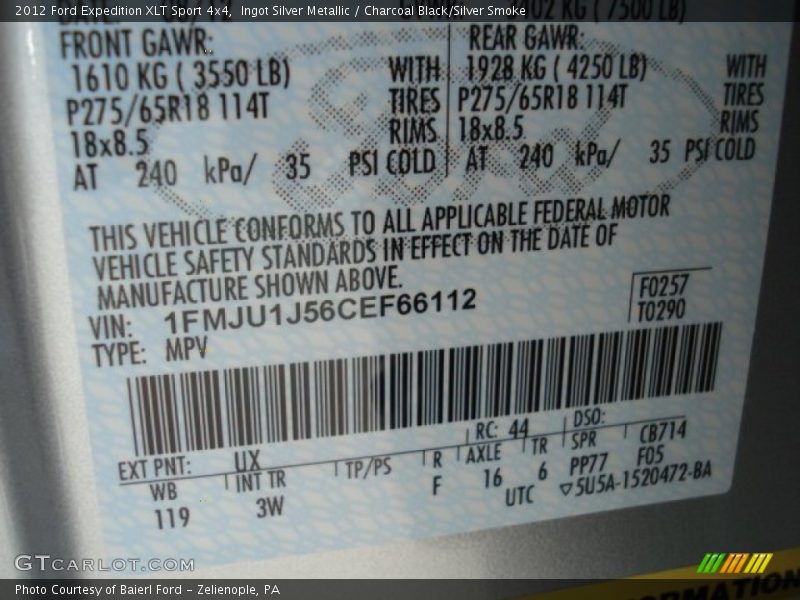 2012 Ford Expedition XLT Sport 4x4, Ingot Silver Metallic / Charcoal Black/Silver Smoke
KG ( 7500 LB)
FRONT GAWR: REAR GAWR:
1610 KG ( 3550 LB) WITH 1928 KG ( 4250 LB) WITH
P275/65R18 114T TIRES P275/65R18 114T TIRES
18x8.5 RIMS 18x8.5 RIMS
AT 240 kPa/ 35 PSI COLD AT 240 kPa/ 35 PSI COLD
THIS VEHICLE CONFORMS TO ALL APPLICABLE FEDERAL MOTOR
VEHICLE SAFETY STANDARDS IN EFFECT ON THE DATE OF
MANUFACTURE SHOWN ABOVE.
VIN: 1FMJU1J56CEF66112 F0257
TYPE: MPV T0290
EXT PNT: UX RC: 44 DSO:
WB INT TR TP/PS R AXLE TR SPR CB714
119 3W F 16 6 PP77 F05
UTC ▽5U5A-1520472-BA
GTCARLOT.COM
Photo Courtesy of Baierl Ford – Zelienople, PA